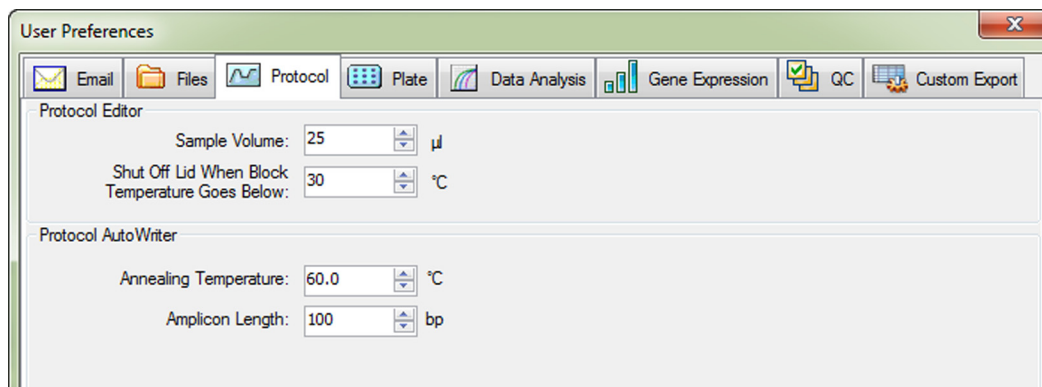 User Preferences
Email Files Protocol Plate Data Analysis Gene Expression QC Custom Export
Protocol Editor
Sample Volume: 25 µl
Shut Off Lid When Block
Temperature Goes Below: 30 °C
Protocol AutoWriter
Annealing Temperature: 60.0 °C
Amplicon Length: 100 bp